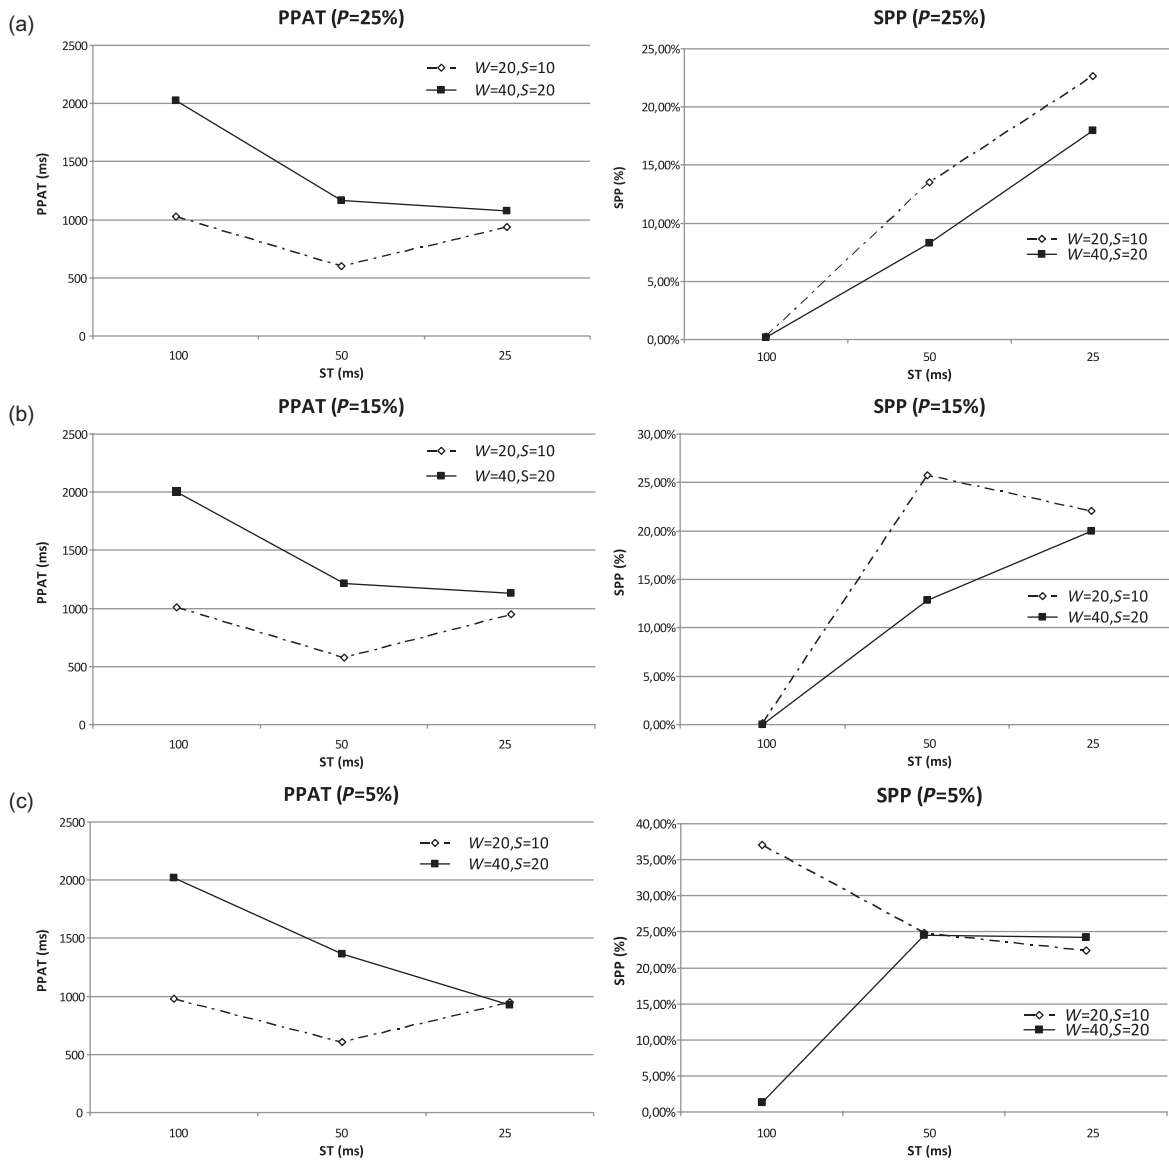 (a)
PPAT (P=25%)
2500
2000
1500
1000
500
0
PPAT (ms)
W=20,S=10
W=40,S=20
100 50 25
ST (ms)
SPP (P=25%)
25,00%
20,00%
15,00%
10,00%
5,00%
0,00%
SPP (%)
W=20,S=10
W=40,S=20
100 50 25
ST (ms)
(b)
PPAT (P=15%)
2500
2000
1500
1000
500
0
PPAT (ms)
W=20,S=10
W=40,S=20
100 50 25
ST (ms)
SPP (P=15%)
30,00%
25,00%
20,00%
15,00%
10,00%
5,00%
0,00%
SPP (%)
W=20,S=10
W=40,S=20
100 50 25
ST (ms)
(c)
PPAT (P=5%)
2500
2000
1500
1000
500
0
PPAT (ms)
W=20,S=10
W=40,S=20
100 50 25
ST (ms)
SPP (P=5%)
40,00%
35,00%
30,00%
25,00%
20,00%
15,00%
10,00%
5,00%
0,00%
SPP (%)
W=20,S=10
W=40,S=20
100 50 25
ST (ms)